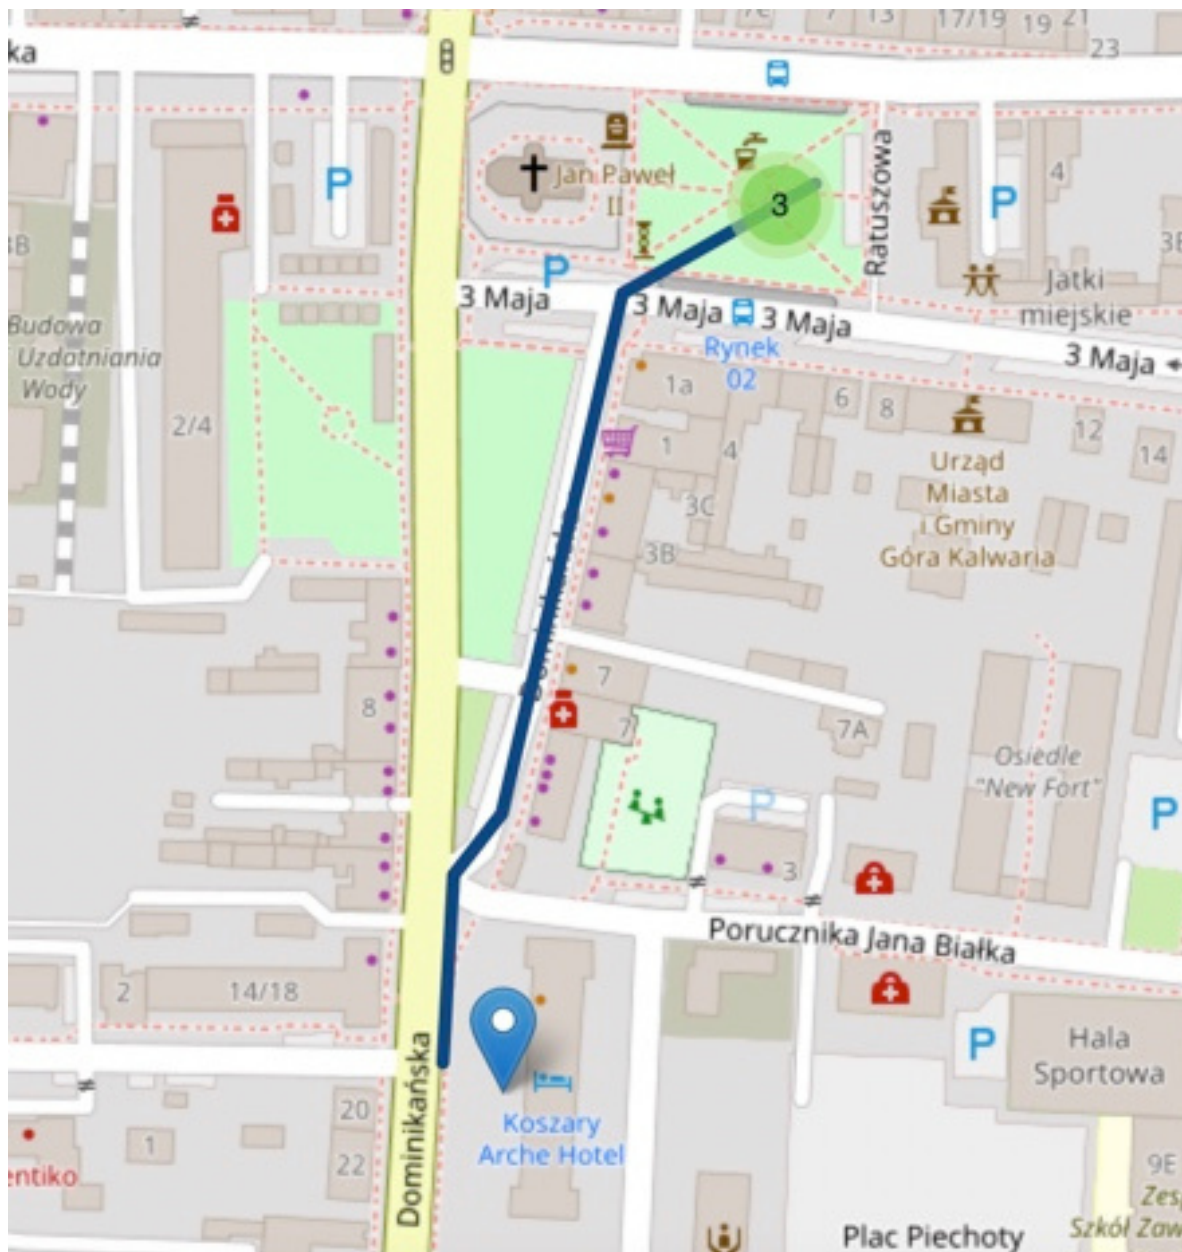 7C
7
13
17/19
19
21
23
ka
P
Jan Paweł
II
3
Ratuszowa
P
4
3B
P
3 Maja
3 Maja
3 Maja
3 Maja
Jatki
miejskie
Rynek
02
Budowa
Uzdatniania
Wody
2/4
1a
6
8
12
14
1
4
3C
3B
Urząd
Miasta
i Gminy
Góra Kalwaria
8
7
7
7A
Osiedle
"New Fort"
P
P
3
Porucznika Jana Białka
2
14/18
P
Hala
Sportowa
Dominikańska
Koszary
Arche Hotel
20
22
1
entiko
9E
Plac Piechoty